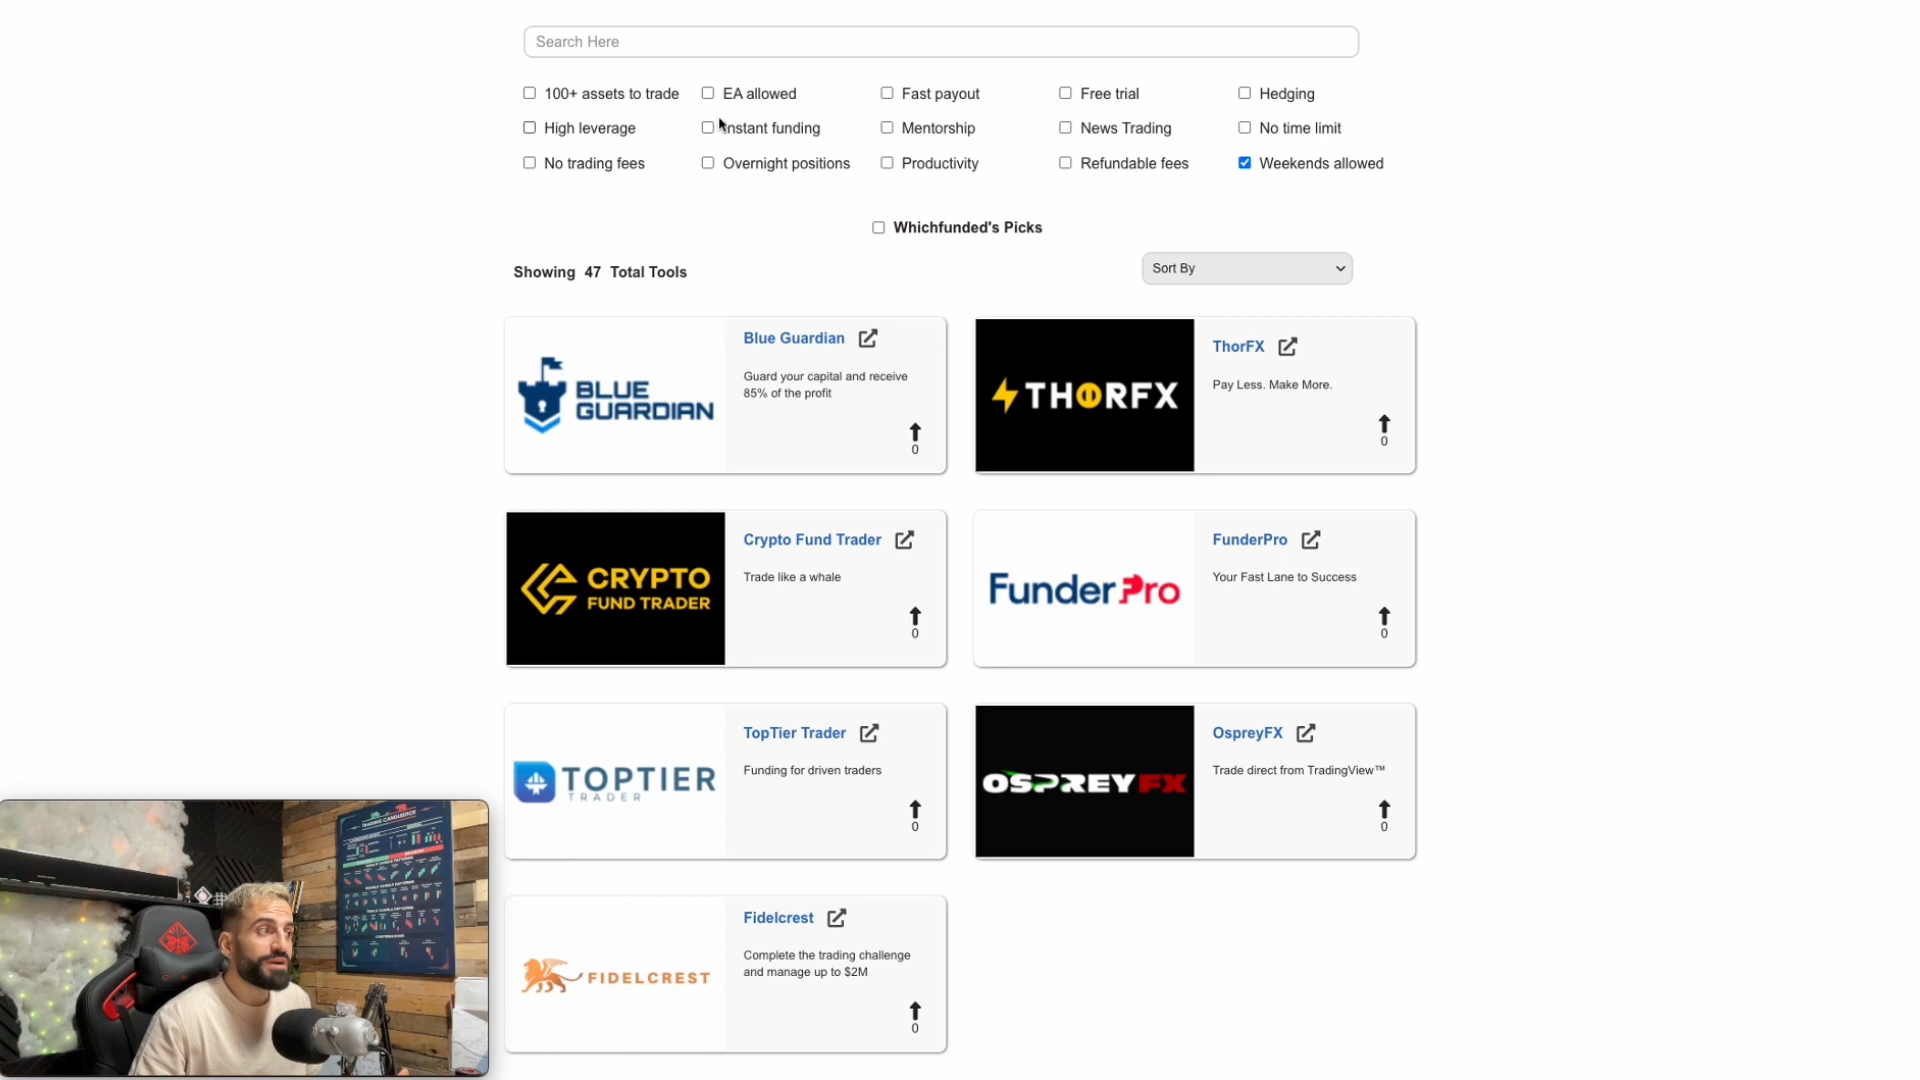 Search Here
100+ assets to trade EA allowed Fast payout Free trial Hedging
High leverage Instant funding Mentorship News Trading No time limit
No trading fees Overnight positions Productivity Refundable fees Weekends allowed
Whichfunded's Picks
Showing 47 Total Tools
Sort By
BLUE GUARDIAN
Blue Guardian
Guard your capital and receive
85% of the profit
0
THORFX
ThorFX
Pay Less. Make More.
0
CRYPTO
FUND TRADER
Crypto Fund Trader
Trade like a whale
0
FunderPro
FunderPro
Your Fast Lane to Success
0
TOPTIER
TRADER
TopTier Trader
Funding for driven traders
0
OSPREYFX
OspreyFX
Trade direct from TradingView™
0
FIDELCREST
Fidelcrest
Complete the trading challenge
and manage up to $2M
0